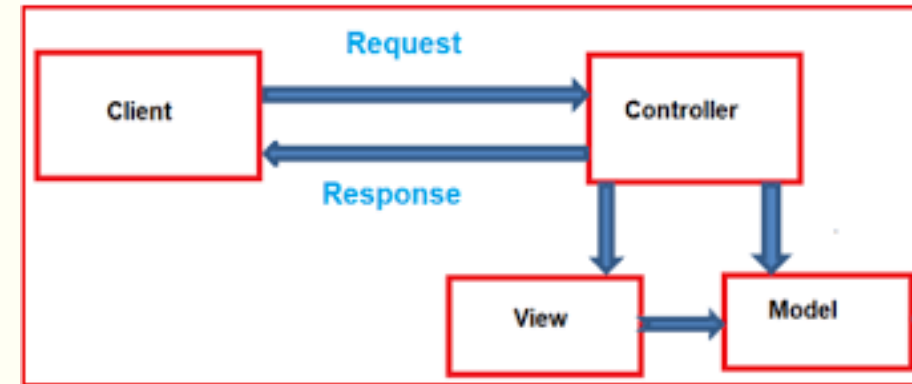 Request
Client
Controller
Response
View
Model